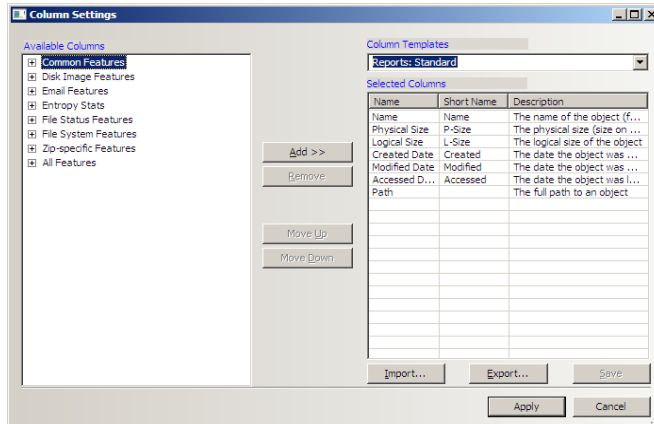 Column Settings
Available Columns
Common Features
Disk Image Features
Email Features
Entropy Stats
File Status Features
File System Features
Zip-specific Features
All Features
Add >>
Remove
Move Up
Move Down
Column Templates
Reports: Standard
Selected Columns
Name Short Name Description
Name Name The name of the object (f...
Physical Size P-Size The physical size (size on ...
Logical Size L-Size The logical size of the object
Created Date Created The date the object was ...
Modified Date Modified The date the object was ...
Accessed D... Accessed The date the object was l...
Path The full path to an object
Import... Export... Save
Apply Cancel